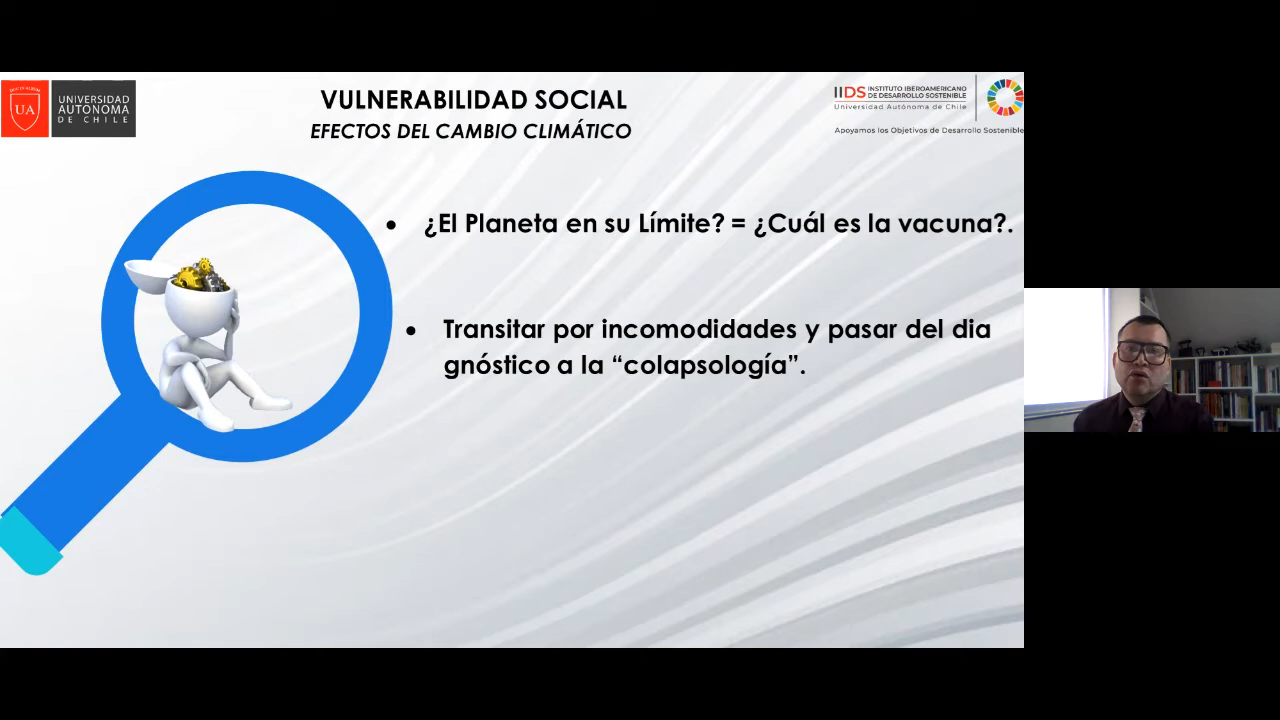 UA
UNIVERSIDAD
AUTÓNOMA
DE CHILE
VULNERABILIDAD SOCIAL
EFECTOS DEL CAMBIO CLIMÁTICO
IIDS INSTITUTO IBEROAMERICANO
DE DESARROLLO SOSTENIBLE
Universidad Autónoma de Chile
Apoyamos los Objetivos de Desarrollo Sostenible
• ¿El Planeta en su Límite? = ¿Cuál es la vacuna?.
• Transitar por incomodidades y pasar del dia
gnóstico a la “colapsología”.